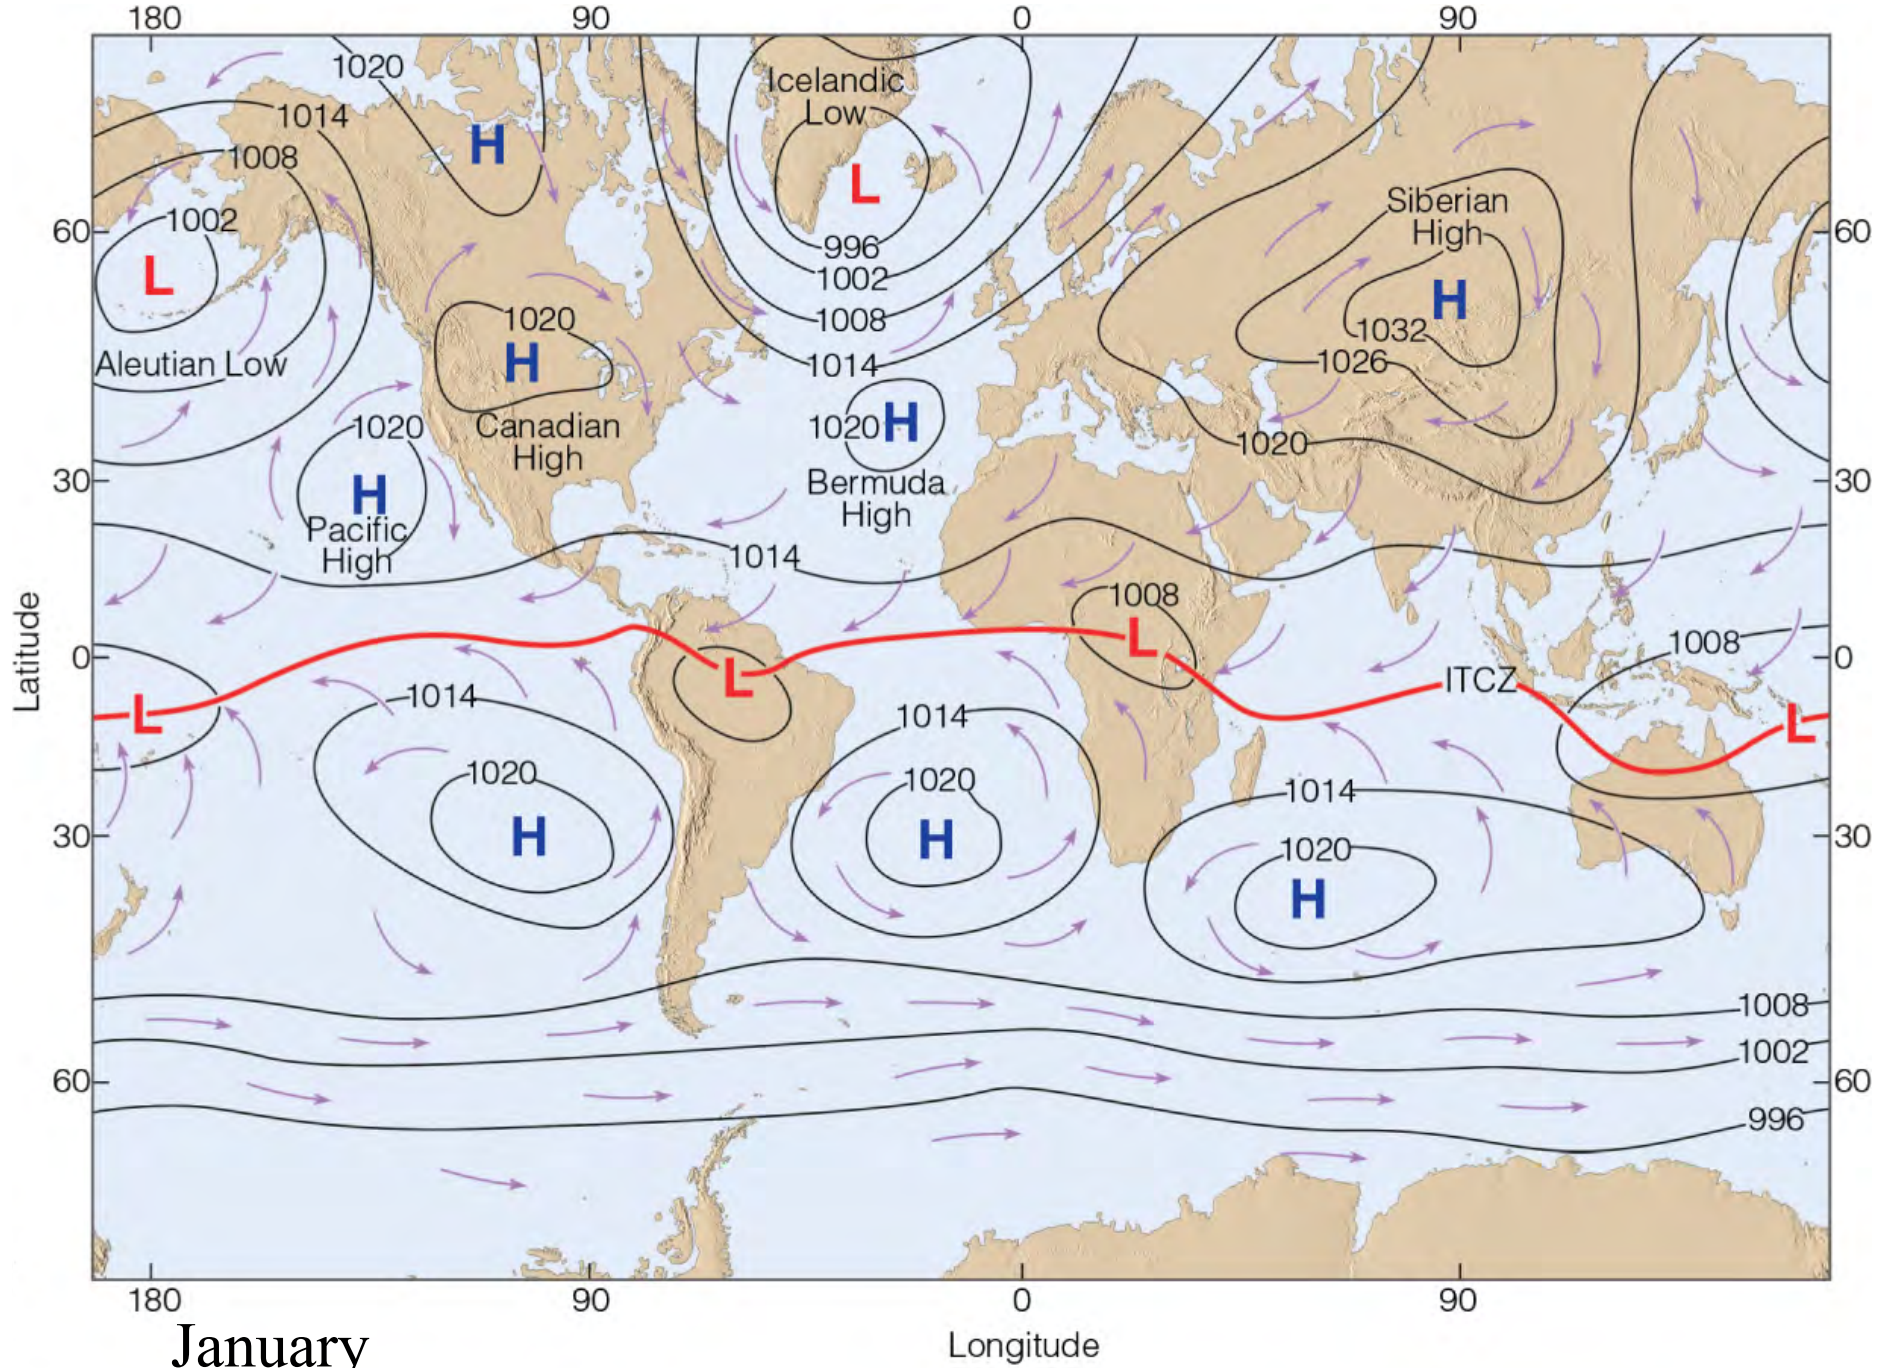 180 90 0 90
1020
Icelandic
Low
1014
H
1008
L
Siberian
High
1002
60 60
996
L
1002
H
1020
1008
1032
H
Aleutian Low
1014
1026
1020
Canadian
High
1020 H
1020
H
30 30
Bermuda
High
Pacific
High
1014
1008
L
1008
0 0
L
ITCZ
L
1014
1014
L
1020
1020
1014
H
H
30 30
1020
H
1008
1002
60 60
996
180 90 0 90
Latitude
Longitude
January